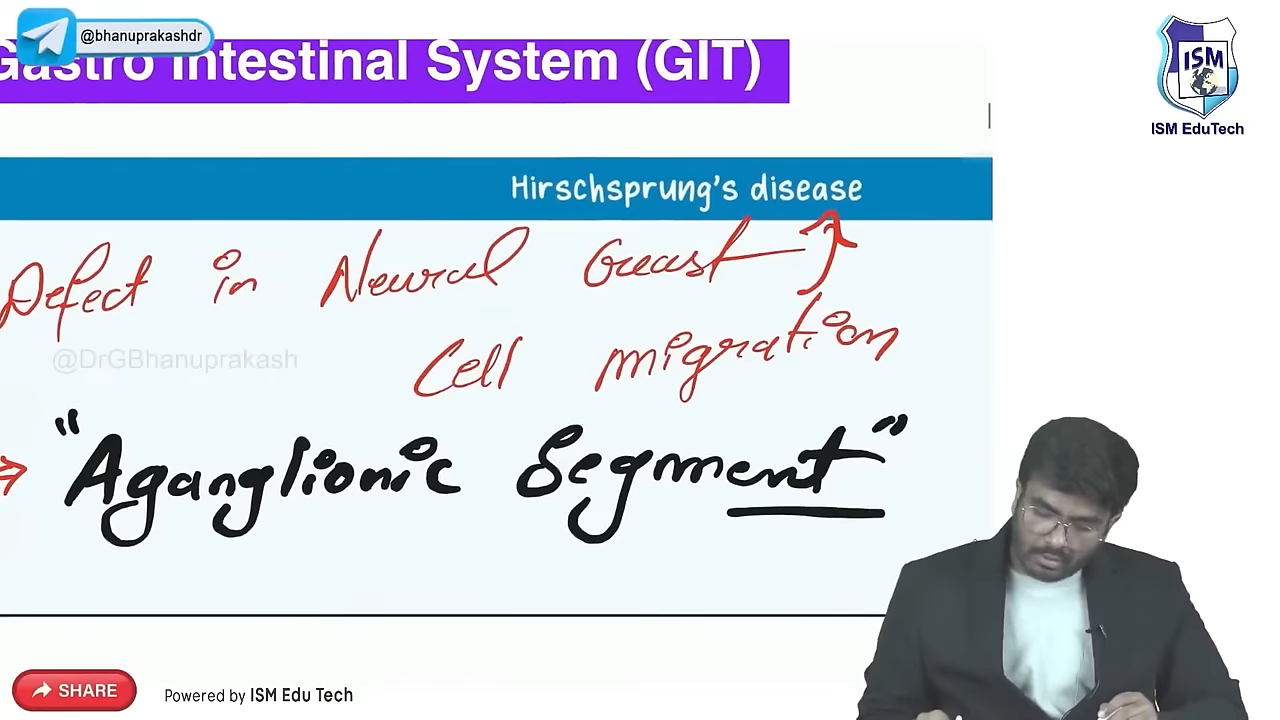 @bhanuprakashdr
Gastro Intestinal System (GIT)
ISM
ISM EduTech
Hirschsprung's disease
Defect in Neural Creast
Cell migration
@DrGBhanuprakash
"Aganglionic Segment"
SHARE
Powered by ISM Edu Tech